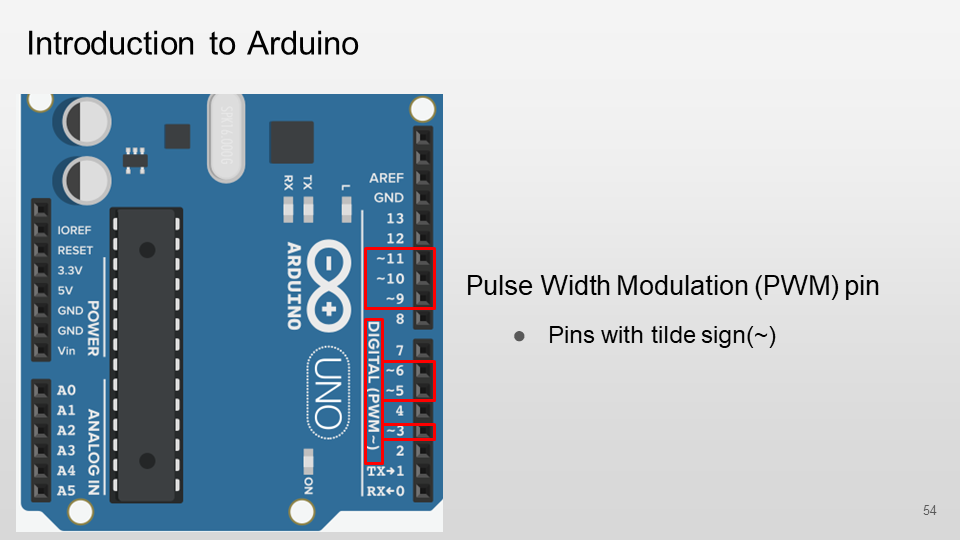 Introduction to Arduino
SPK16.000G
RX
TX
L
AREF
GND
13
12
~11
~10
~9
8
7
~6
~5
4
~3
2
TX→1
RX←0
DIGITAL (PWM~)
ARDUINO
UNO
ON
IOREF
RESET
3.3V
5V
GND
GND
Vin
POWER
A0
A1
A2
A3
A4
A5
ANALOG IN
Pulse Width Modulation (PWM) pin
● Pins with tilde sign(~)
54